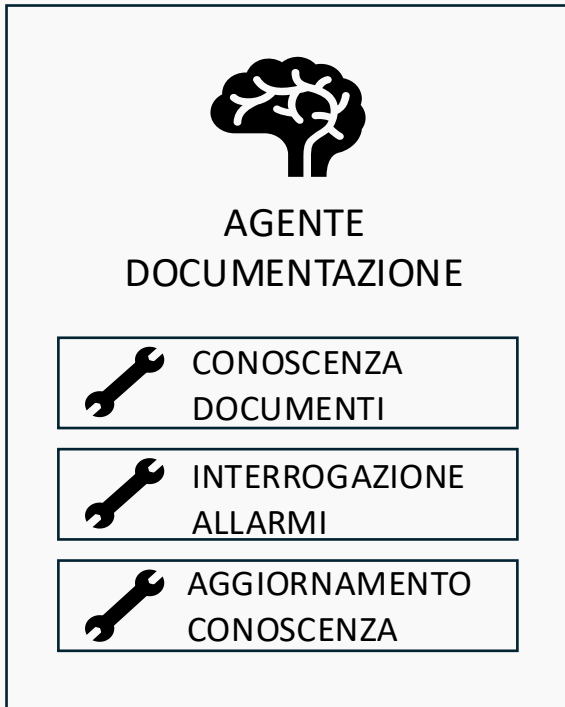 AGENTE
DOCUMENTAZIONE
CONOSCENZA
DOCUMENTI
INTERROGAZIONE
ALLARMI
AGGIORNAMENTO
CONOSCENZA